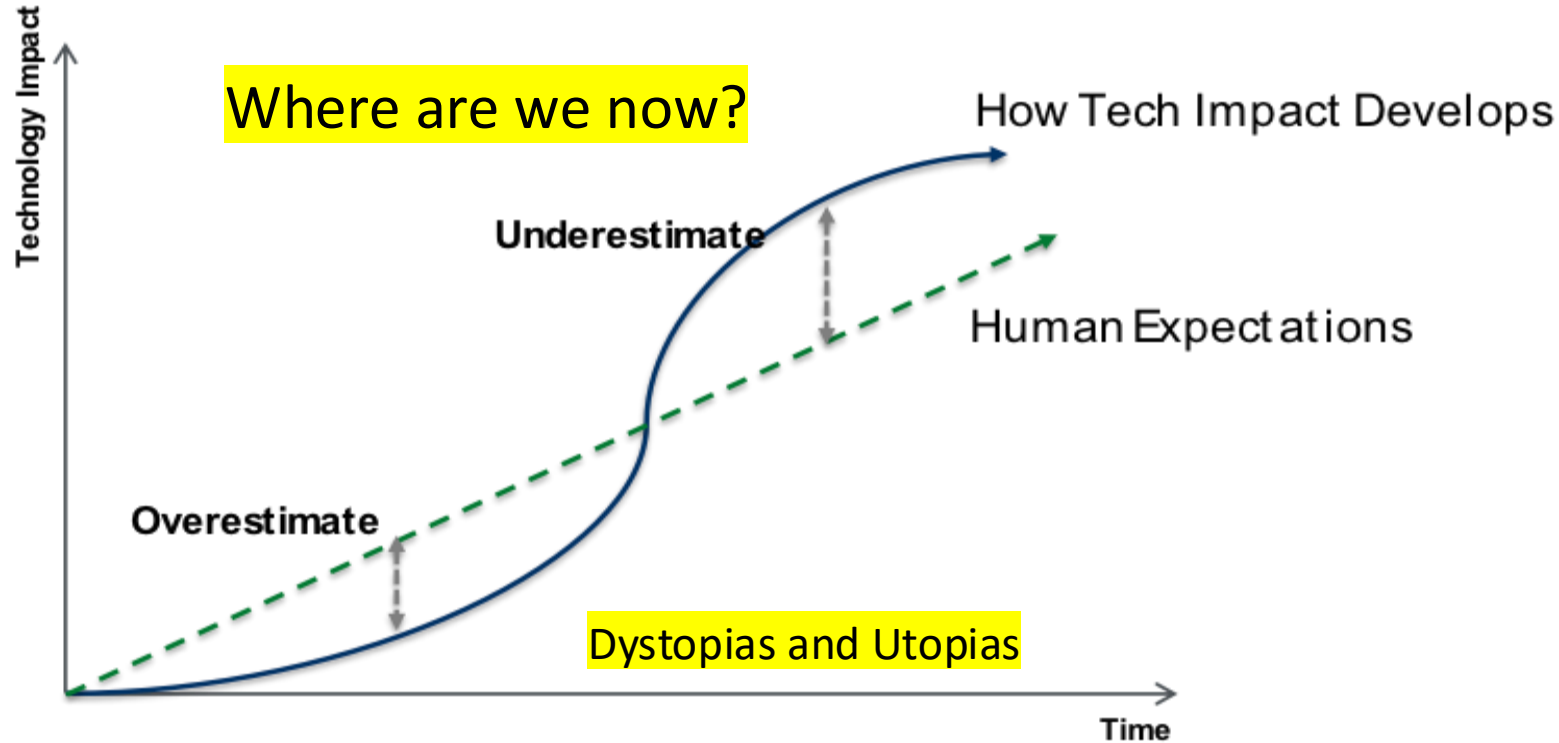 Technology Impact
Where are we now?
How Tech Impact Develops
Underestimate
Human Expectations
Overestimate
Dystopias and Utopias
Time